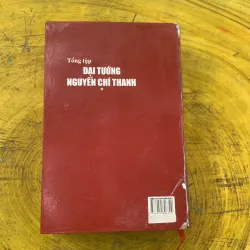 Tổng tập
ĐẠI TƯỚNG
NGUYỄN CHÍ THANH